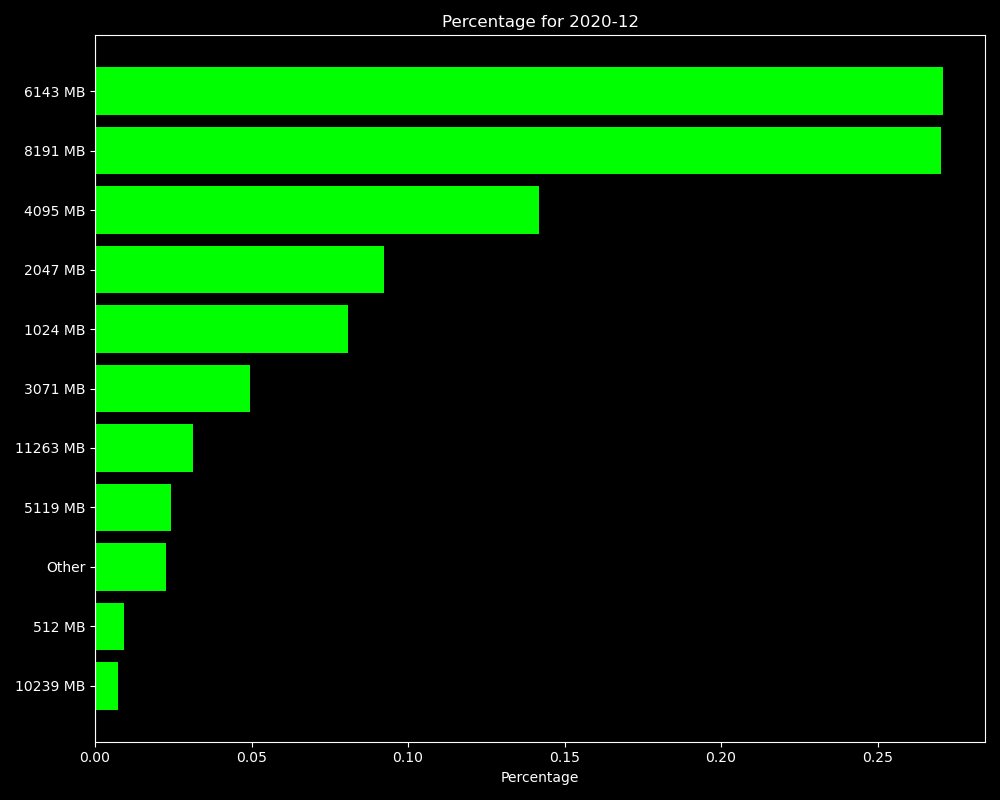 Percentage for 2020-12
6143 MB
8191 MB
4095 MB
2047 MB
1024 MB
3071 MB
11263 MB
5119 MB
Other
512 MB
10239 MB
0.00 0.05 0.10 0.15 0.20 0.25
Percentage